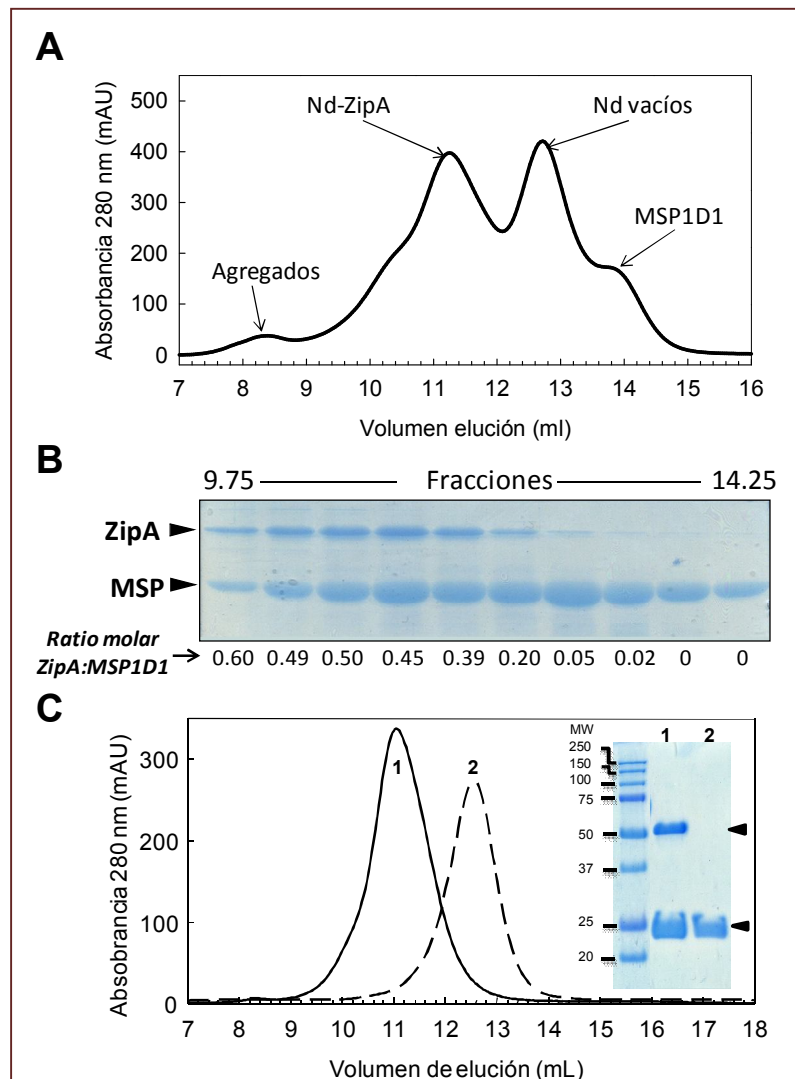 A
Absorbancia 280 nm (mAU)
500
400
300
200
100
0
Nd-ZipA
Nd vacíos
MSP1D1
Agregados
7 8 9 10 11 12 13 14 15 16
Volumen elución (ml)
B
9.75 Fracciones 14.25
ZipA
MSP
Ratio molar
ZipA:MSP1D1
0.60 0.49 0.50 0.45 0.39 0.20 0.05 0.02 0 0
C
Absobrancia 280 nm (mAU)
300
200
100
0
1
2
MW 1 2
250
150
100
75
50
37
25
20
7 8 9 10 11 12 13 14 15 16 17 18
Volumen de elución (mL)